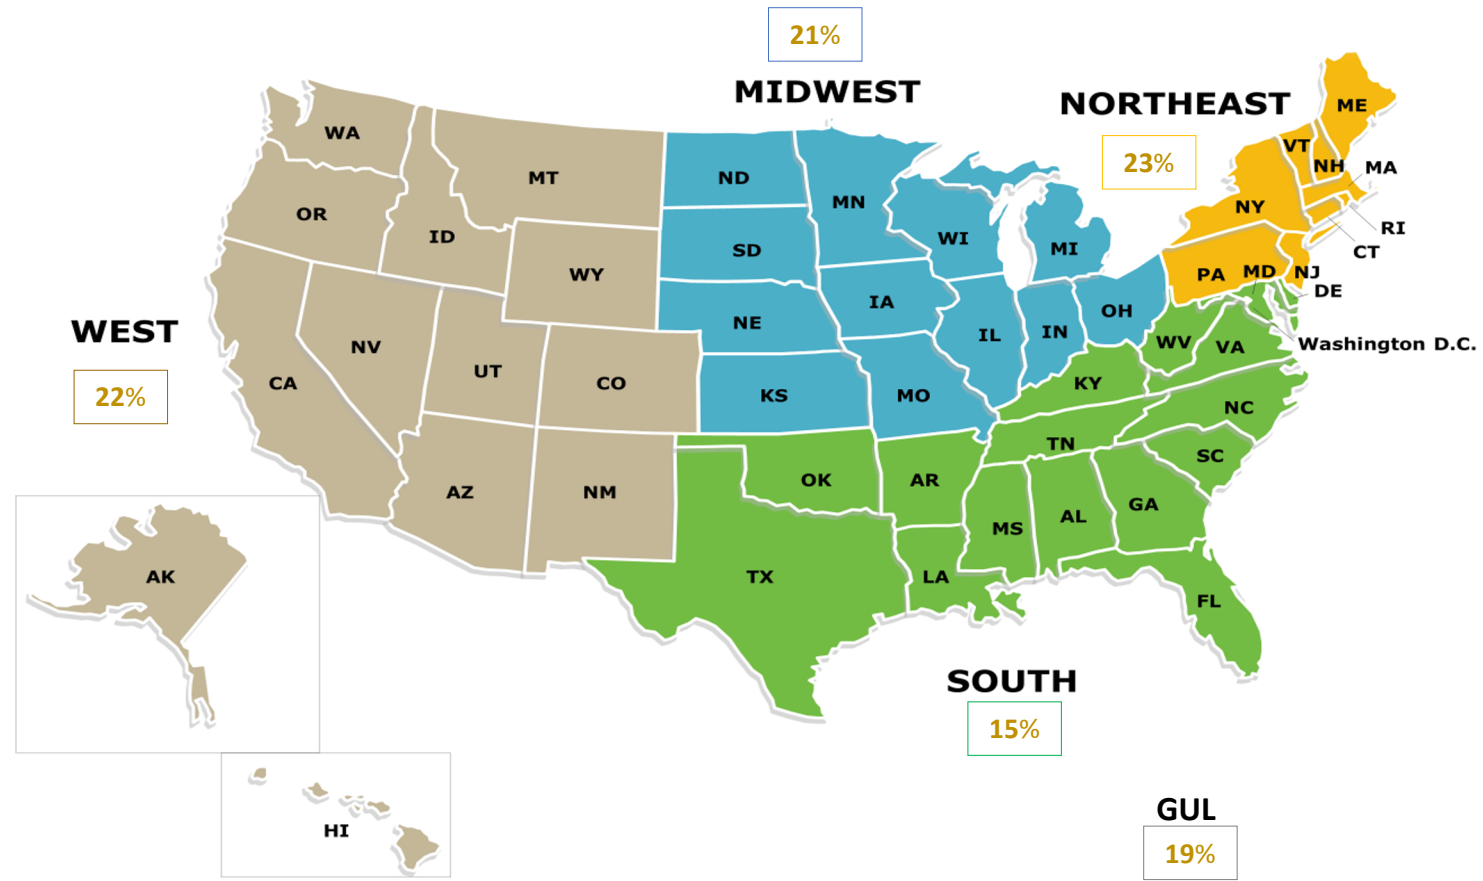 21%
MIDWEST
NORTHEAST
23%
ME
VT
NH
MA
WA
MT
ND
MN
OR
ID
NY
RI
WI
MI
CT
SD
WY
PA
MD
NJ
DE
IA
OH
WEST
NE
IL
IN
WV
VA
Washington D.C.
NV
UT
CO
CA
22%
KS
MO
KY
NC
TN
SC
AZ
NM
OK
AR
GA
MS
AL
AK
TX
LA
FL
SOUTH
15%
HI
GUL
19%